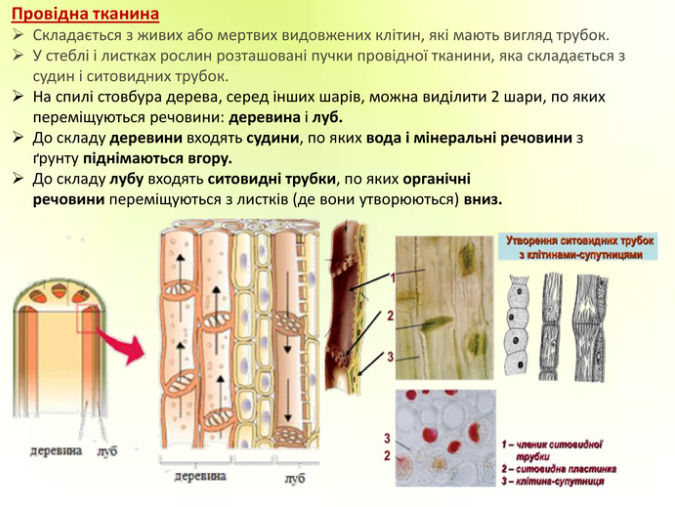 Провідна тканина
Складається з живих або мертвих видовжених клітин, які мають вигляд трубок.
У стеблі і листках рослин розташовані пучки провідної тканини, яка складається з
судин і ситовидних трубок.
На спилі стовбура дерева, серед інших шарів, можна виділити 2 шари, по яких
переміщуються речовини: деревина і луб.
До складу деревини входять судини, по яких вода і мінеральні речовини з
ґрунту піднімаються вгору.
До складу лубу входять ситовидні трубки, по яких органічні
речовини переміщуються з листків (де вони утворюються) вниз.
Утворення ситовидних трубок
з клітинами-супутницями
1
2
3
3
2
деревина луб
деревина луб
1 – членик ситовидної
трубки
2 – ситовидна пластинка
3 – клітина-супутниця